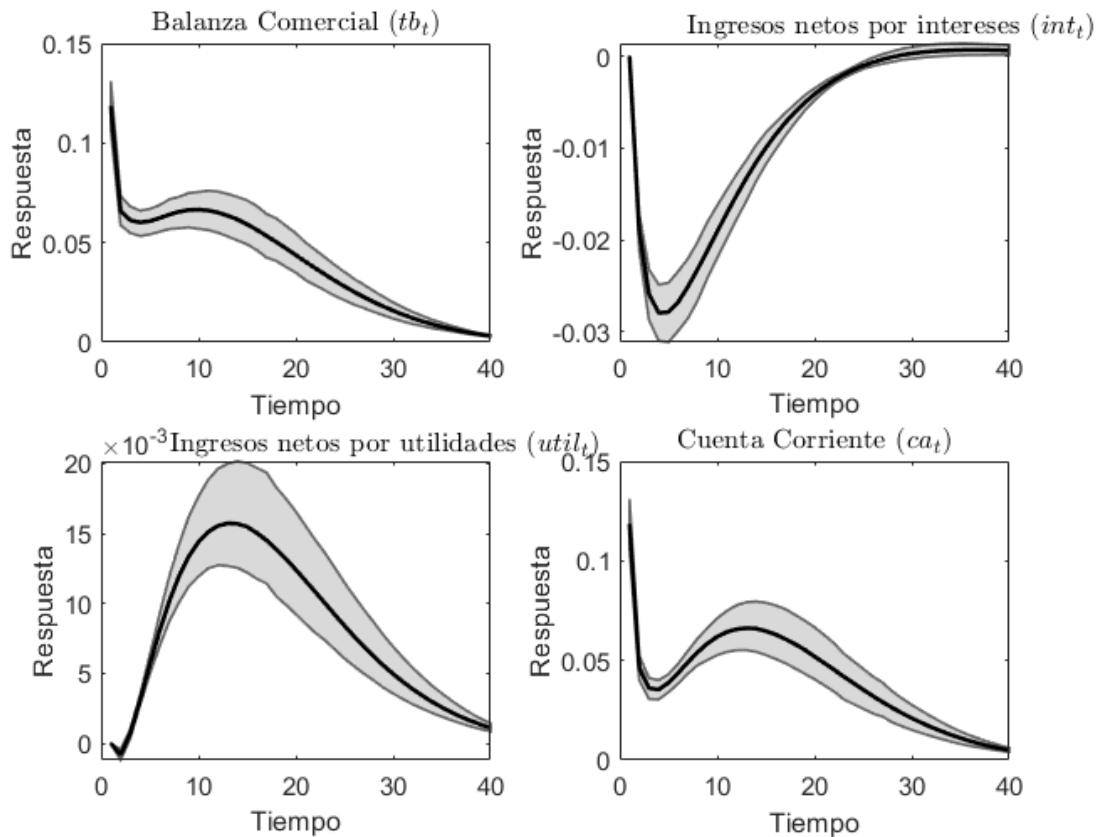 Balanza Comercial (tb_t)
0.15
0.1
0.05
0
Respuesta
0 10 20 30 40
Tiempo
Ingresos netos por intereses (int_t)
0
-0.01
-0.02
-0.03
Respuesta
0 10 20 30 40
Tiempo
×10⁻³ Ingresos netos por utilidades (util_t)
20
15
10
5
0
Respuesta
0 10 20 30 40
Tiempo
Cuenta Corriente (ca_t)
0.15
0.1
0.05
0
Respuesta
0 10 20 30 40
Tiempo